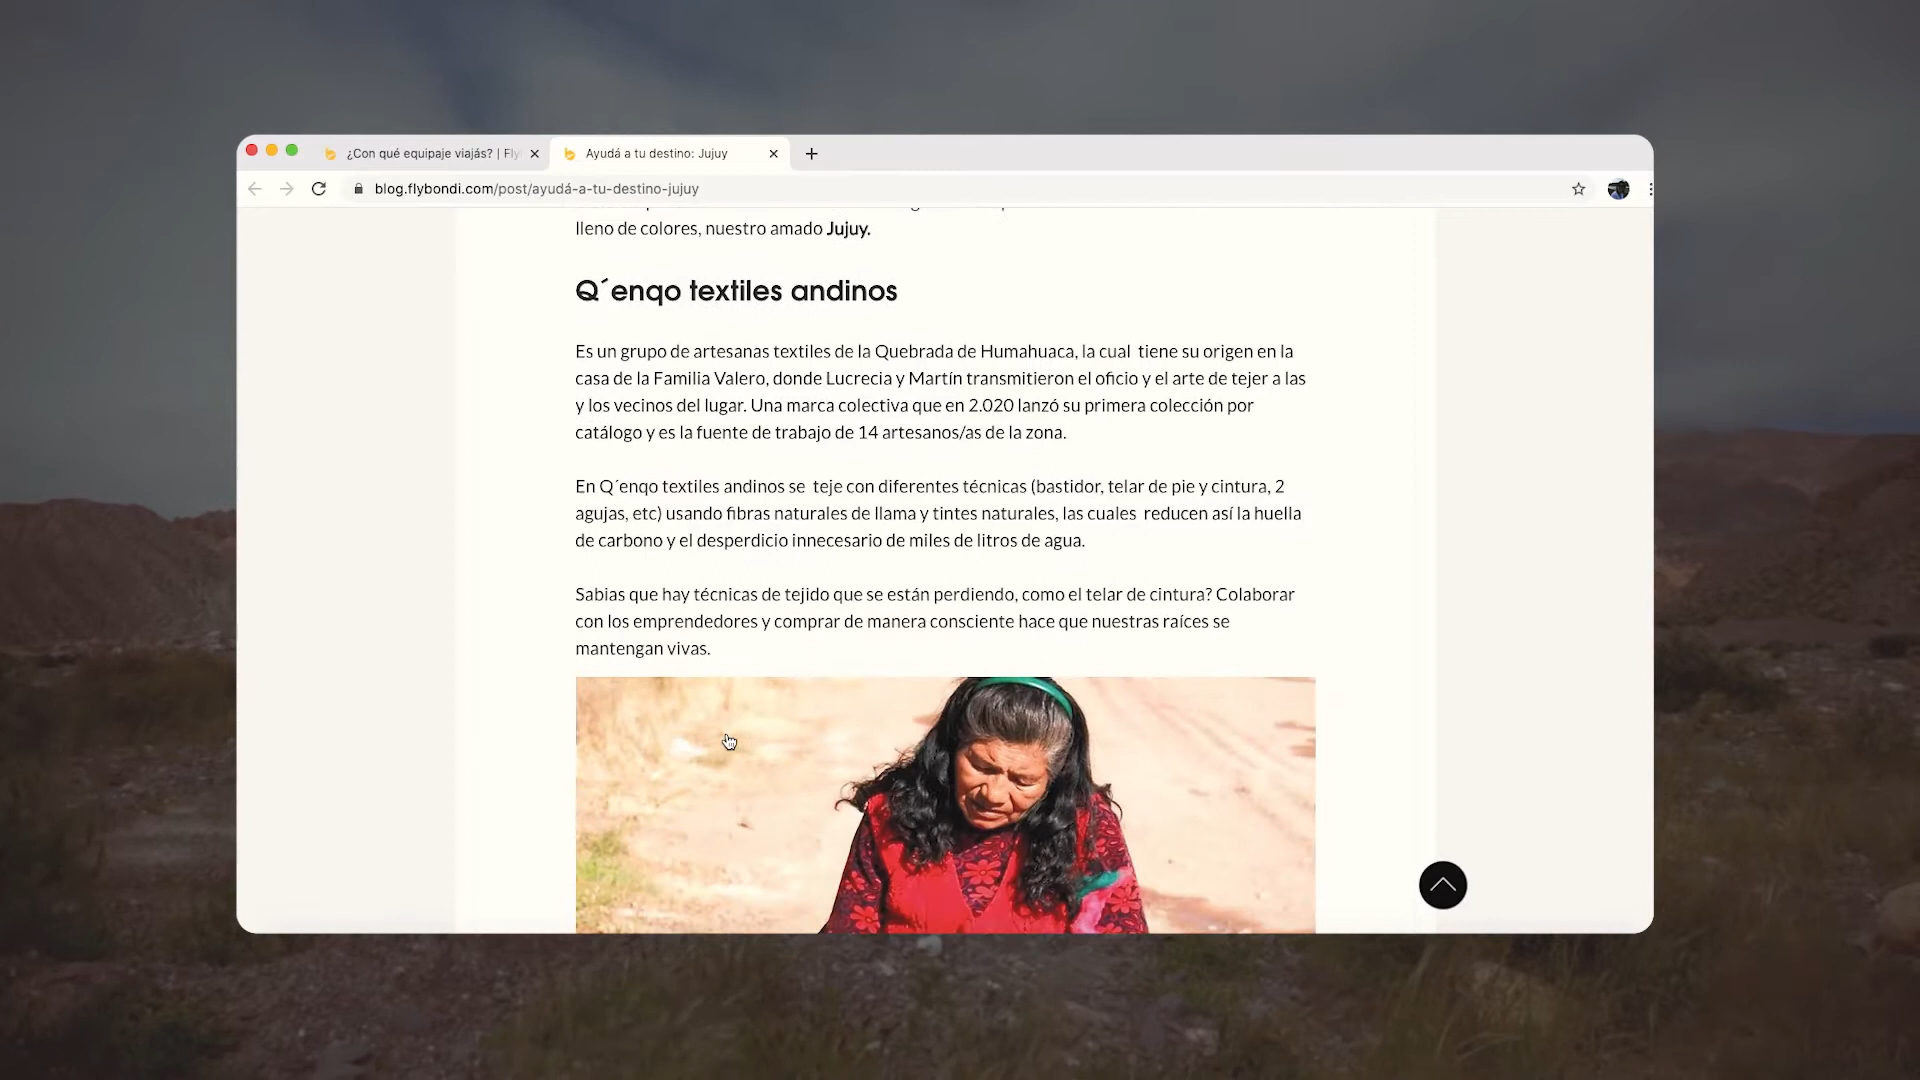 ¿Con qué equipaje viajás? | Fly
Ayudá a tu destino: Jujuy
blog.flybondi.com/post/ayudá-a-tu-destino-jujuy
lleno de colores, nuestro amado Jujuy.
Q´enqo textiles andinos
Es un grupo de artesanas textiles de la Quebrada de Humahuaca, la cual  tiene su origen en la
casa de la Familia Valero, donde Lucrecia y Martín transmitieron el oficio y el arte de tejer a las
y los vecinos del lugar. Una marca colectiva que en 2.020 lanzó su primera colección por
catálogo y es la fuente de trabajo de 14 artesanos/as de la zona.
En Q´enqo textiles andinos se  teje con diferentes técnicas (bastidor, telar de pie y cintura, 2
agujas, etc) usando fibras naturales de llama y tintes naturales, las cuales  reducen así la huella
de carbono y el desperdicio innecesario de miles de litros de agua.
Sabias que hay técnicas de tejido que se están perdiendo, como el telar de cintura? Colaborar
con los emprendedores y comprar de manera consciente hace que nuestras raíces se
mantengan vivas.